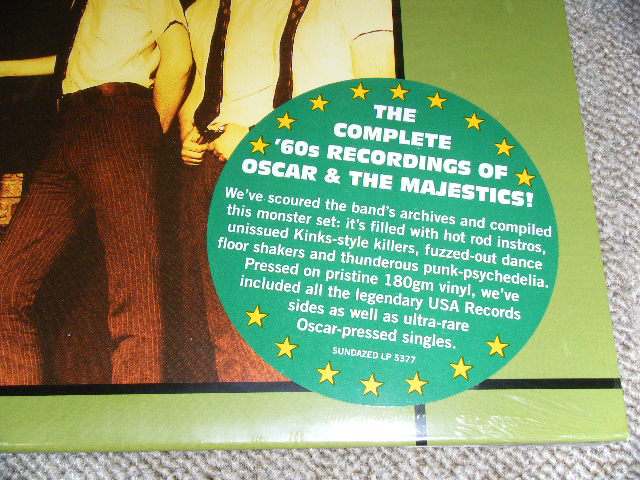 THE
COMPLETE
'60s RECORDINGS OF
OSCAR & THE MAJESTICS!
We've scoured the band's archives and compiled
this monster set: it's filled with hot rod instros,
unissued Kinks-style killers, fuzzed-out dance
floor shakers and thunderous punk-psychedelia.
Pressed on pristine 180gm vinyl, we've
included all the legendary USA Records
sides as well as ultra-rare
Oscar-pressed singles.
SUNDAZED LP 5377